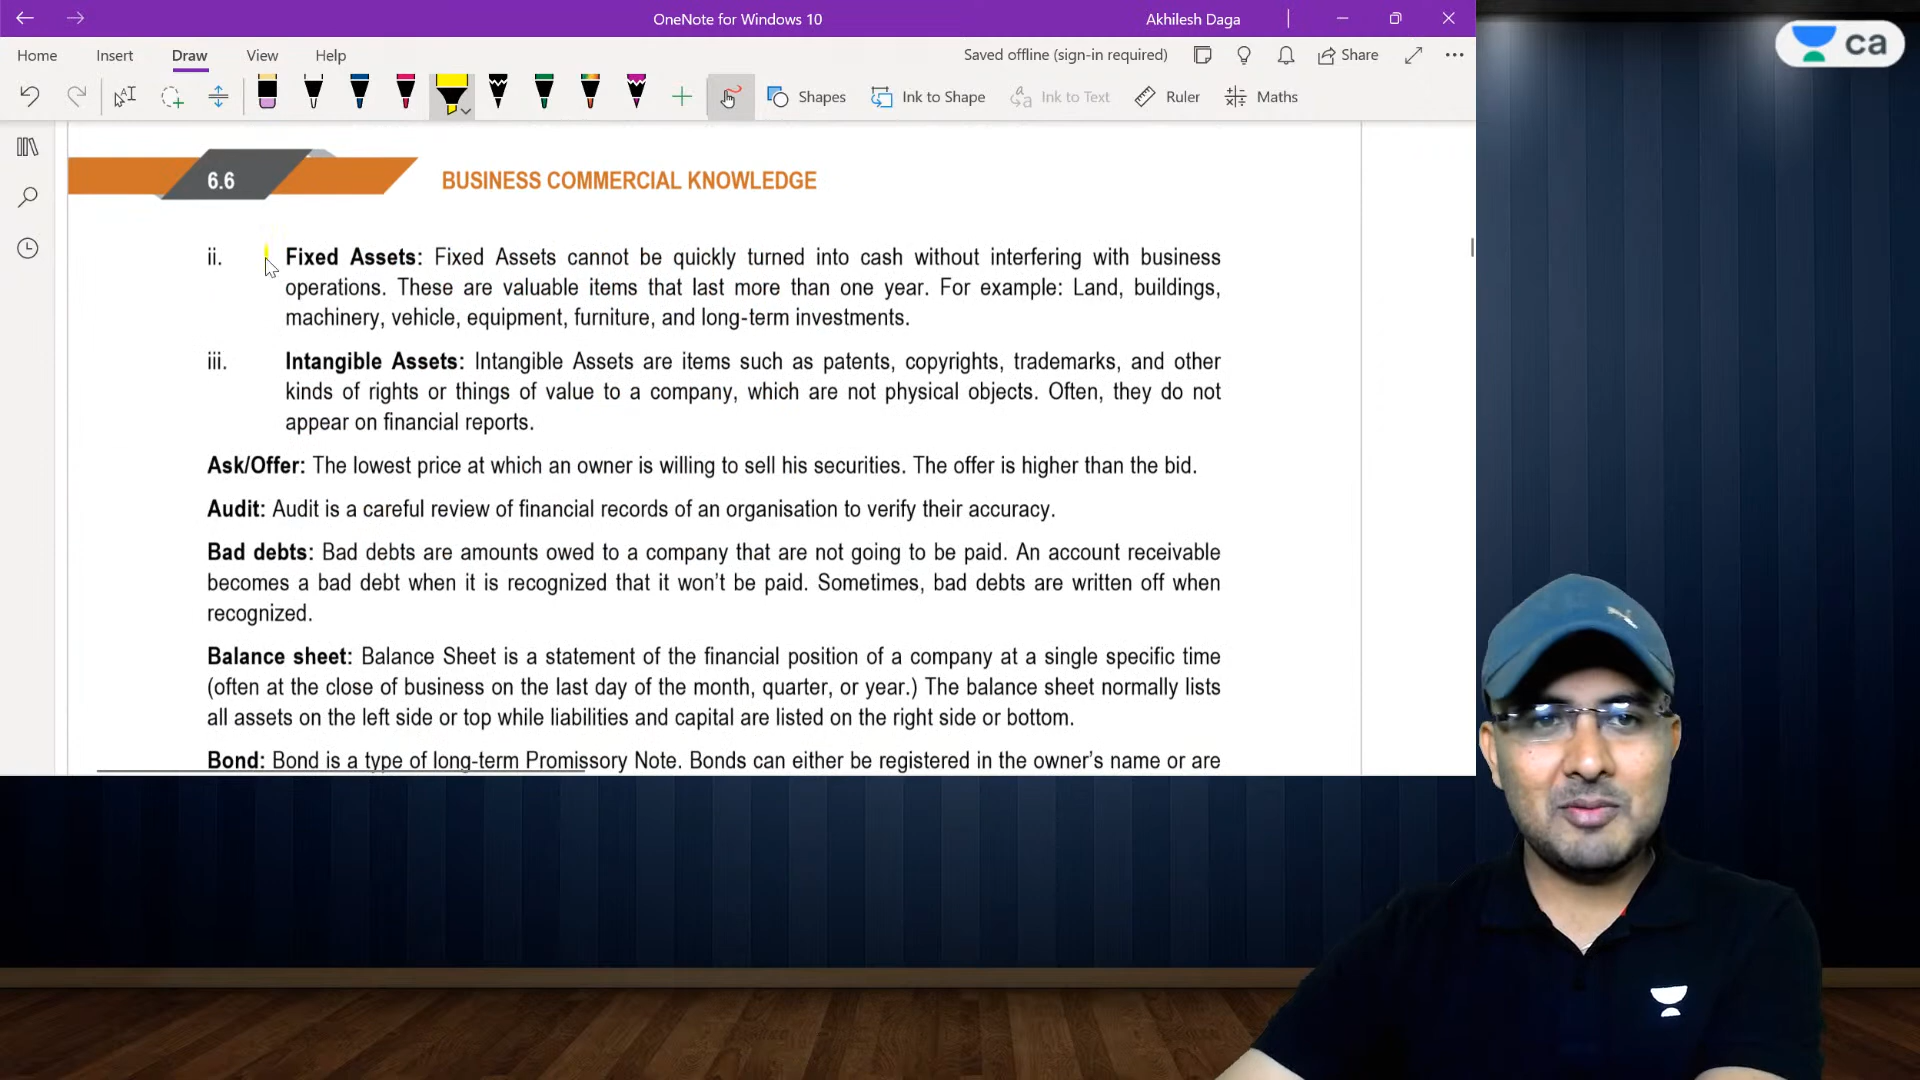 OneNote for Windows 10
Akhilesh Daga
ca
Home Insert Draw View Help
Saved offline (sign-in required)
Share
Shapes
Ink to Shape
Ink to Text
Ruler
Maths
6.6
BUSINESS COMMERCIAL KNOWLEDGE
ii. Fixed Assets: Fixed Assets cannot be quickly turned into cash without interfering with business
operations. These are valuable items that last more than one year. For example: Land, buildings,
machinery, vehicle, equipment, furniture, and long-term investments.
iii. Intangible Assets: Intangible Assets are items such as patents, copyrights, trademarks, and other
kinds of rights or things of value to a company, which are not physical objects. Often, they do not
appear on financial reports.
Ask/Offer: The lowest price at which an owner is willing to sell his securities. The offer is higher than the bid.
Audit: Audit is a careful review of financial records of an organisation to verify their accuracy.
Bad debts: Bad debts are amounts owed to a company that are not going to be paid. An account receivable
becomes a bad debt when it is recognized that it won't be paid. Sometimes, bad debts are written off when
recognized.
Balance sheet: Balance Sheet is a statement of the financial position of a company at a single specific time
(often at the close of business on the last day of the month, quarter, or year.) The balance sheet normally lists
all assets on the left side or top while liabilities and capital are listed on the right side or bottom.
Bond: Bond is a type of long-term Promissory Note. Bonds can either be registered in the owner's name or are